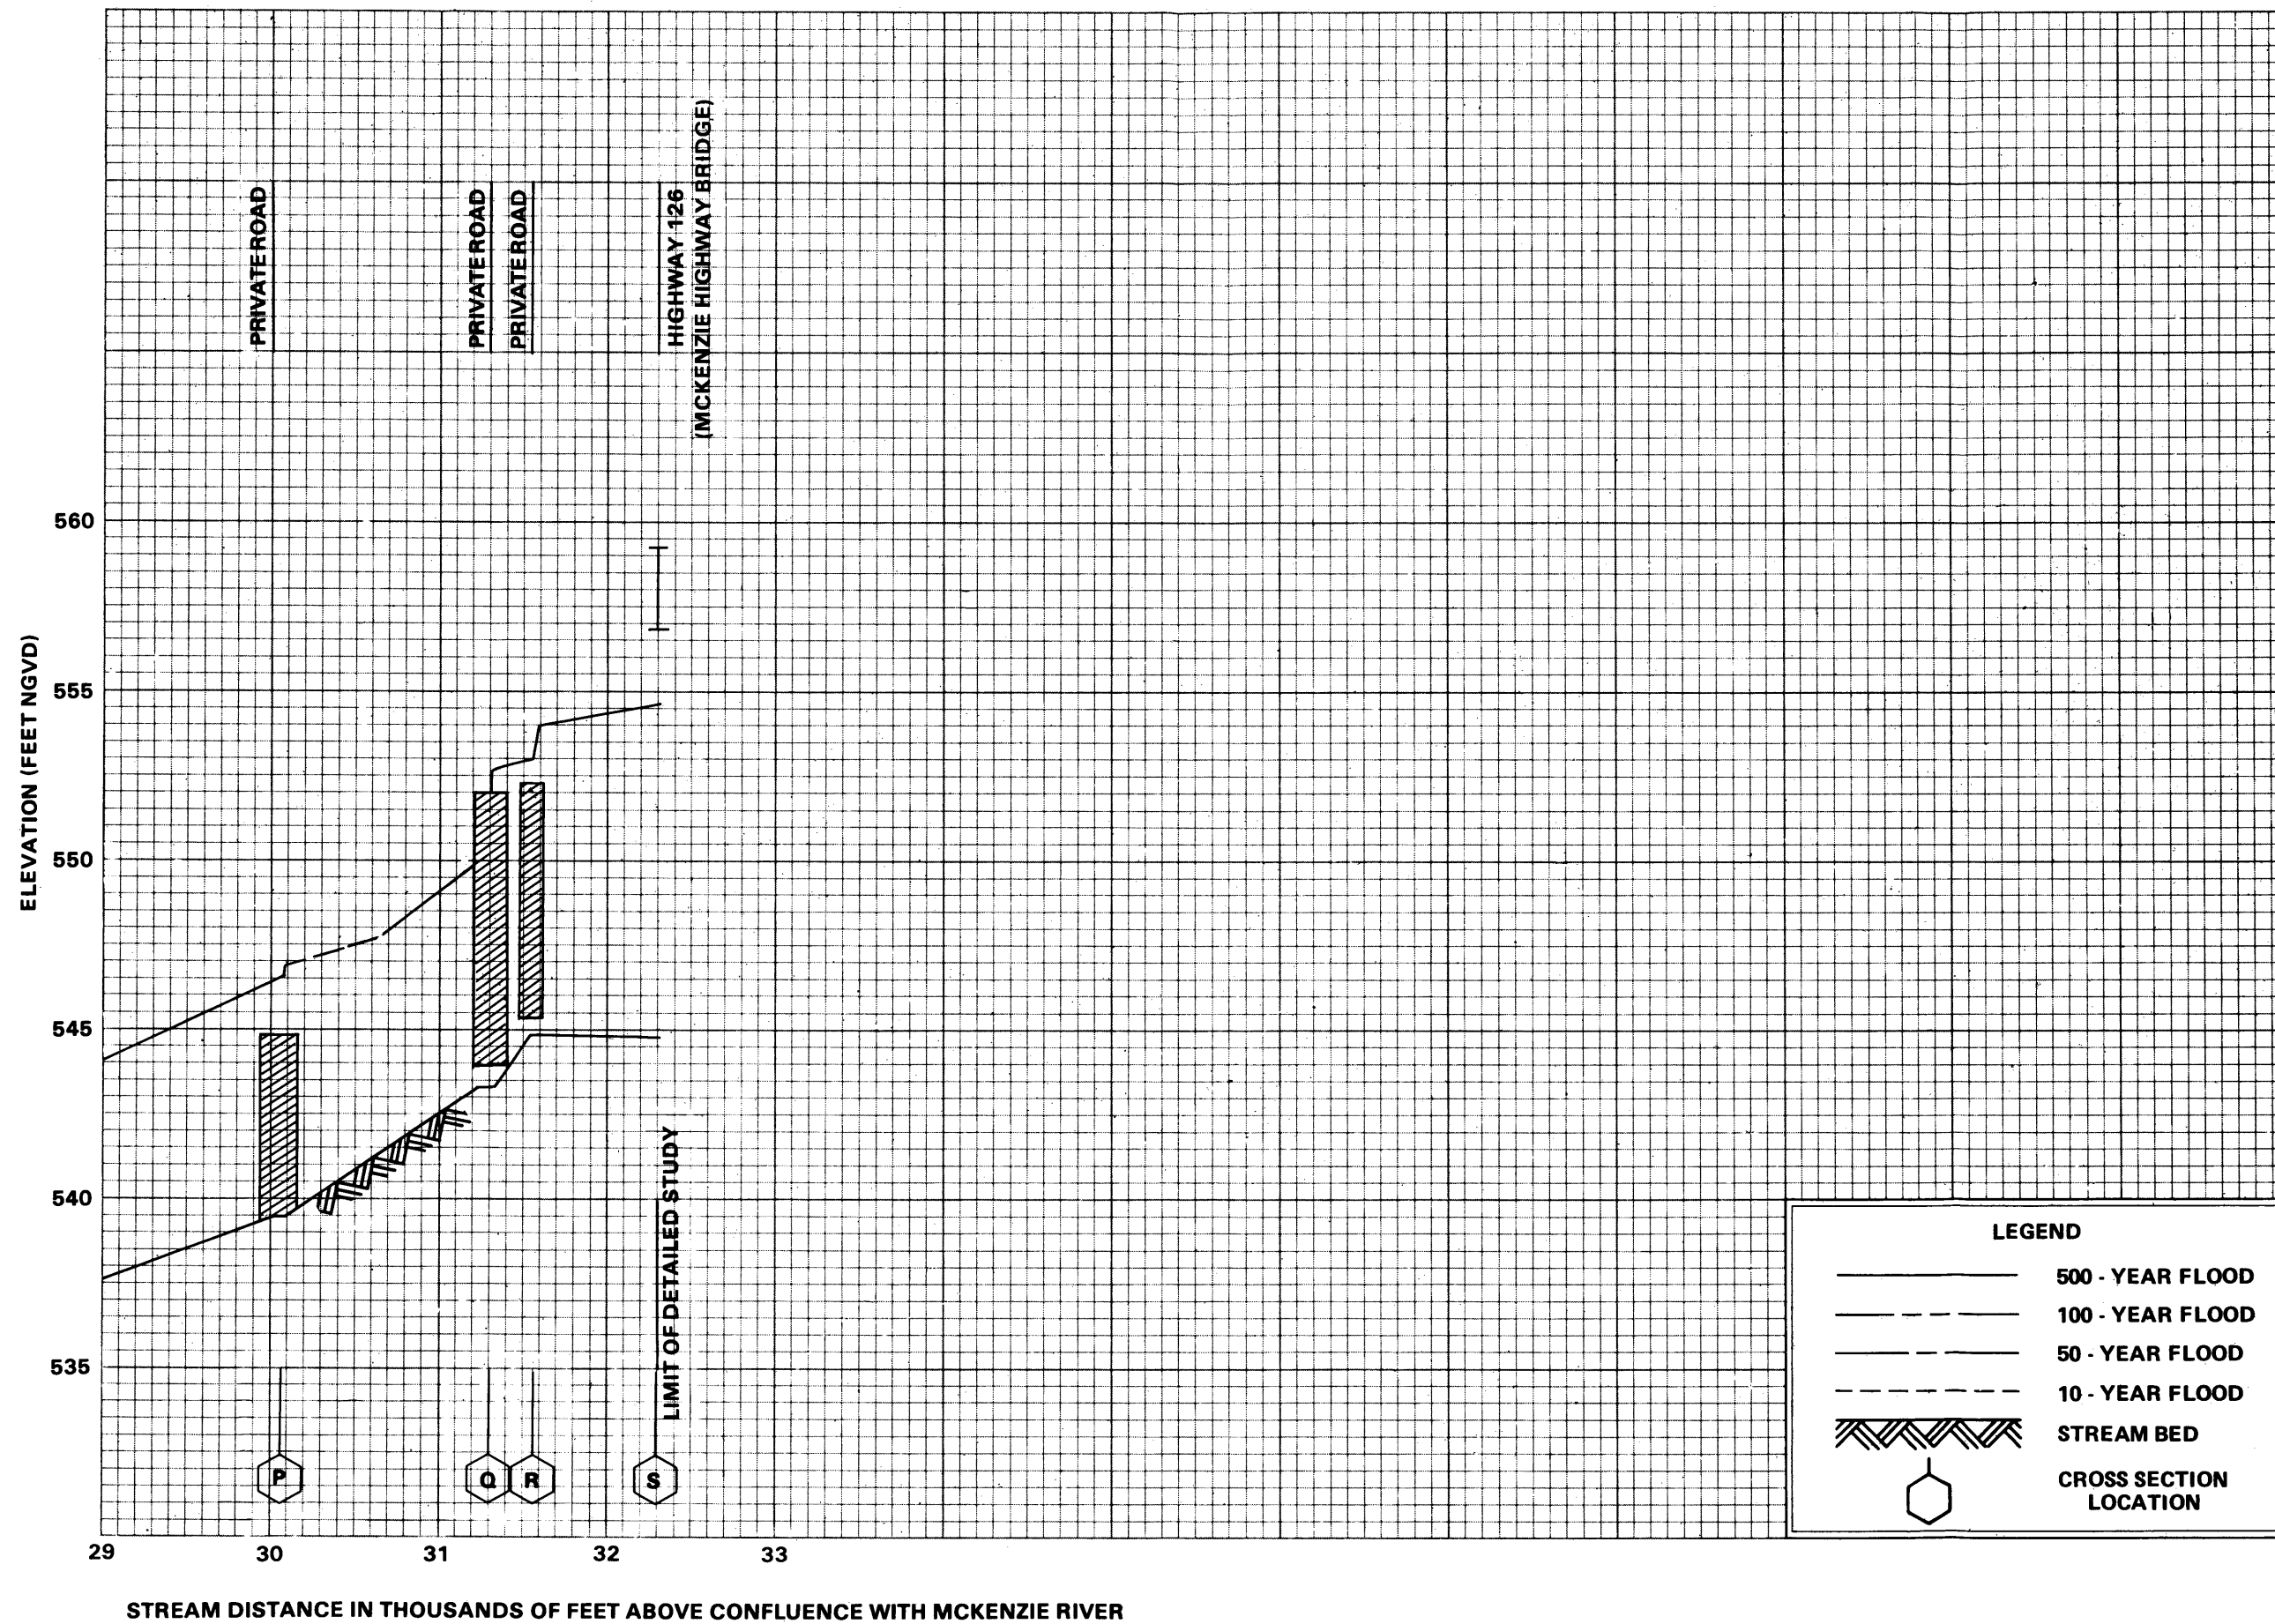 PRIVATE ROAD
PRIVATE ROAD
PRIVATE ROAD
HIGHWAY 126
(MCKENZIE HIGHWAY BRIDGE)
ELEVATION (FEET NGVD)
560
555
550
545
540
535
LIMIT OF DETAILED STUDY
P
Q
R
S
29
30
31
32
33
STREAM DISTANCE IN THOUSANDS OF FEET ABOVE CONFLUENCE WITH MCKENZIE RIVER
LEGEND
500 - YEAR FLOOD
100 - YEAR FLOOD
50 - YEAR FLOOD
10 - YEAR FLOOD
STREAM BED
CROSS SECTION
LOCATION